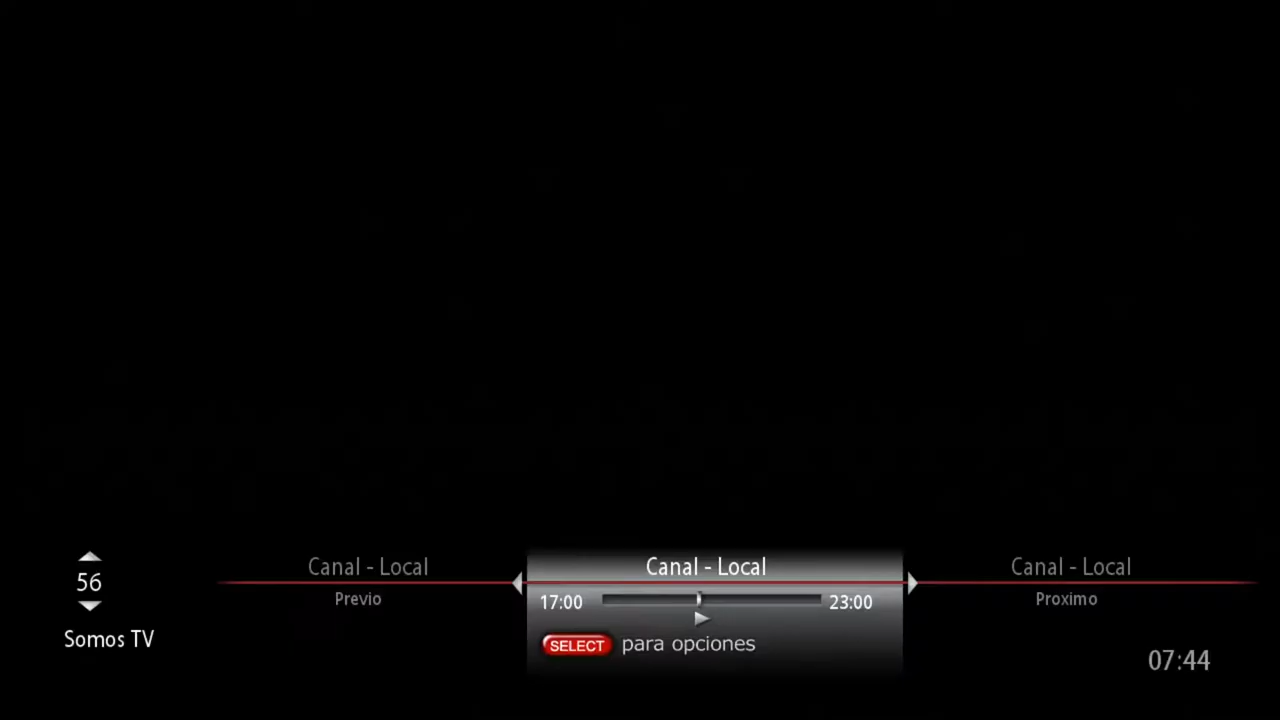 56
Somos TV
Canal - Local
Previo
Canal - Local
17:00 23:00
SELECT para opciones
Canal - Local
Proximo
07:44